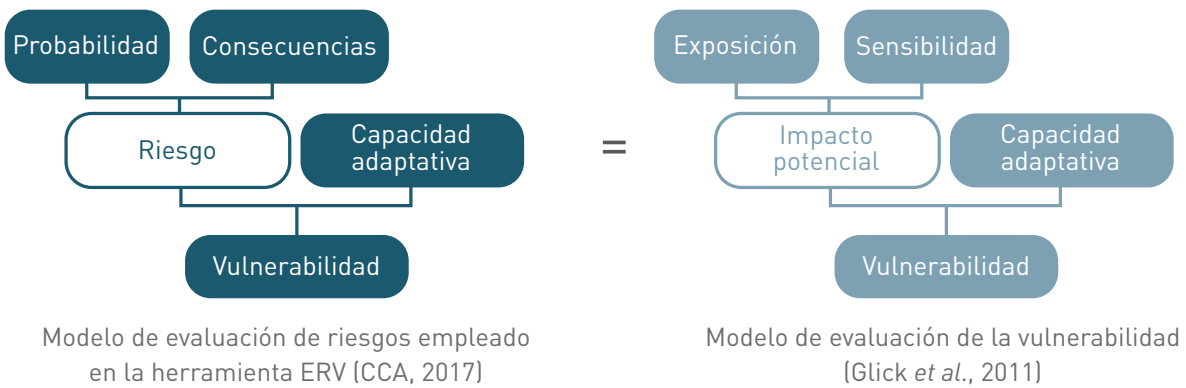 Probabilidad
Consecuencias
Riesgo
Capacidad
adaptativa
Vulnerabilidad
Modelo de evaluación de riesgos empleado
en la herramienta ERV (CCA, 2017)
=
Exposición
Sensibilidad
Impacto
potencial
Capacidad
adaptativa
Vulnerabilidad
Modelo de evaluación de la vulnerabilidad
(Glick et al., 2011)